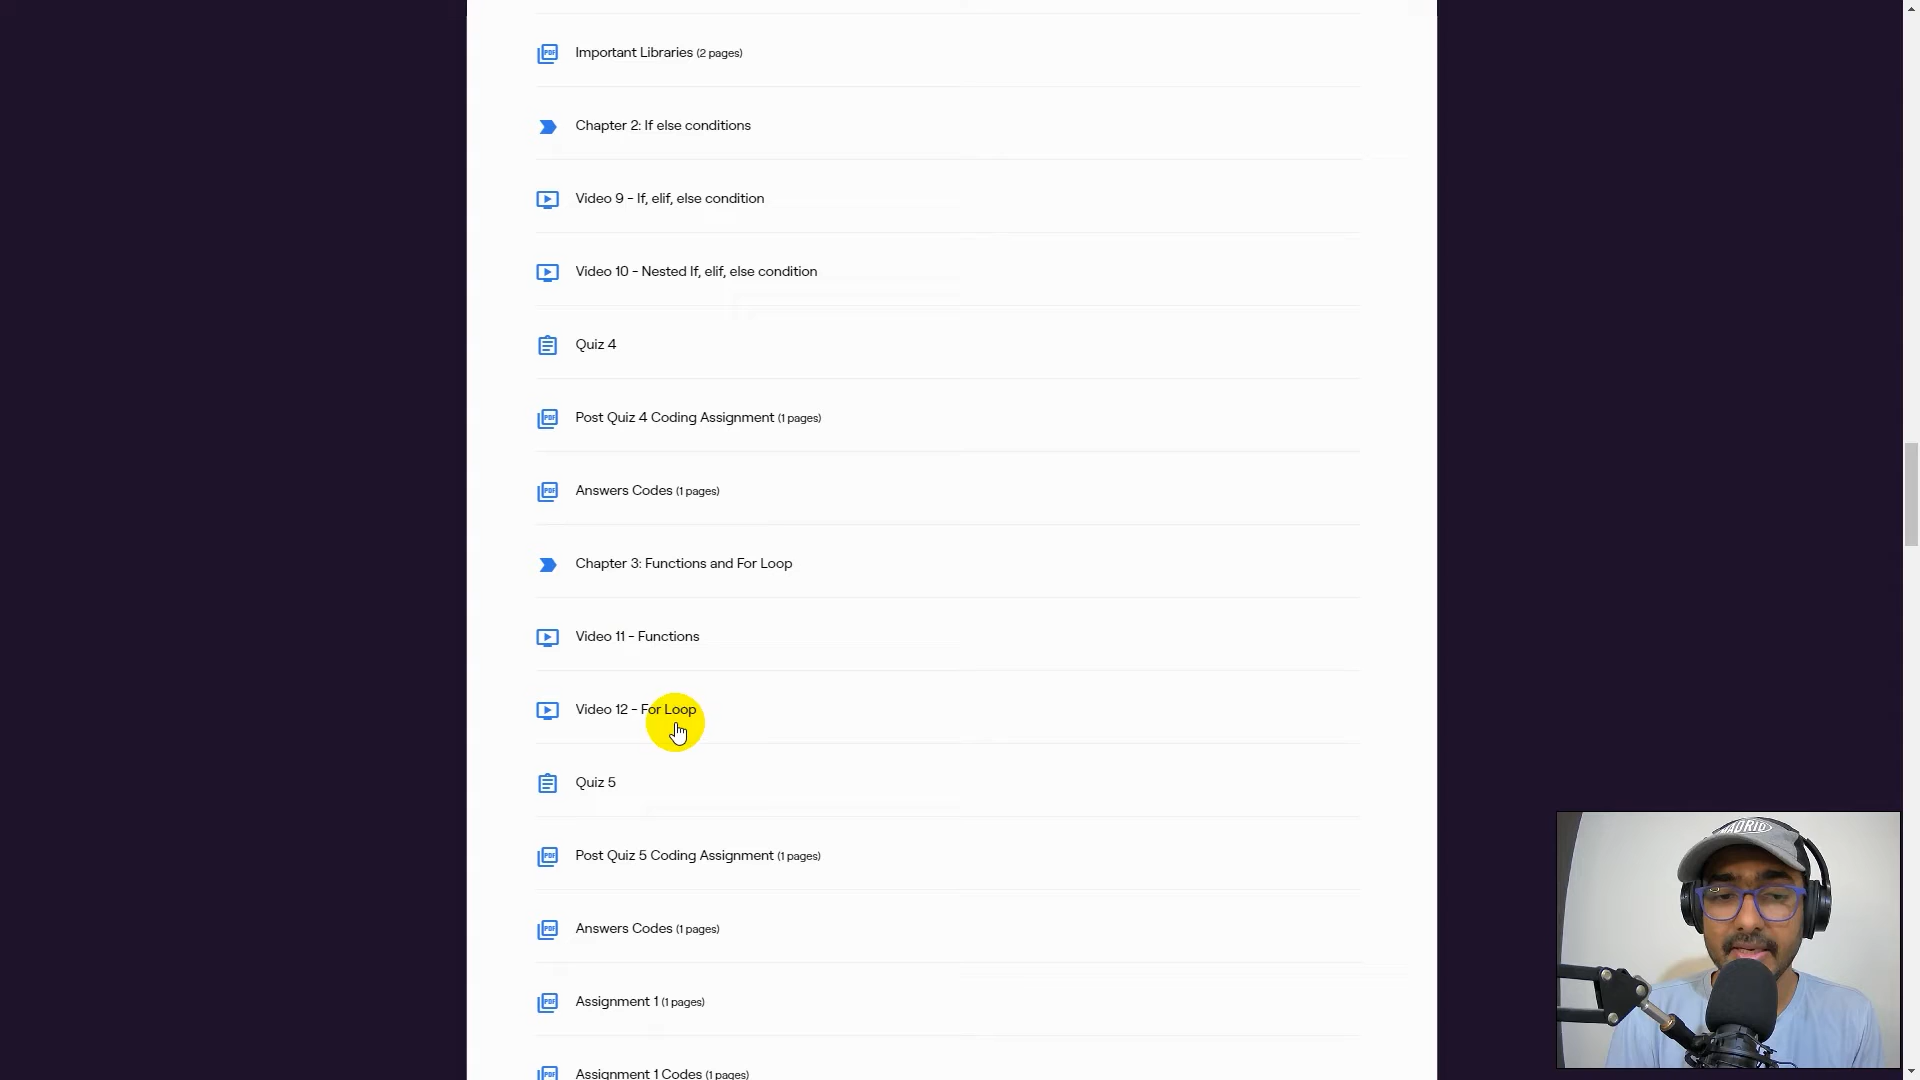 Important Libraries (2 pages)
Chapter 2: If else conditions
Video 9 - If, elif, else condition
Video 10 - Nested If, elif, else condition
Quiz 4
Post Quiz 4 Coding Assignment (1 pages)
Answers Codes (1 pages)
Chapter 3: Functions and For Loop
Video 11 - Functions
Video 12 - For Loop
Quiz 5
Post Quiz 5 Coding Assignment (1 pages)
Answers Codes (1 pages)
Assignment 1 (1 pages)
Assignment 1 Codes (1 pages)
MADRID